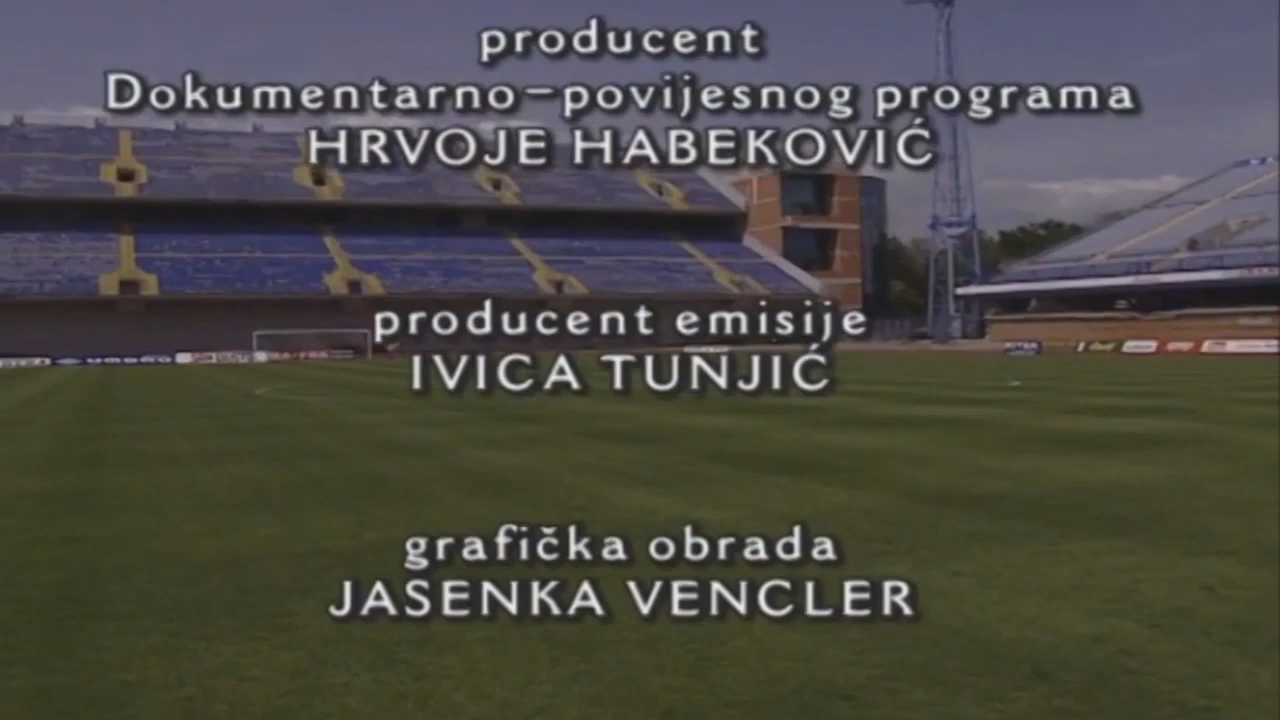 producent
Dokumentarno-povijesnog programa
HRVOJE HABEKOVIĆ
producent emisije
IVICA TUNJIĆ
grafička obrada
JASENKA VENCLER